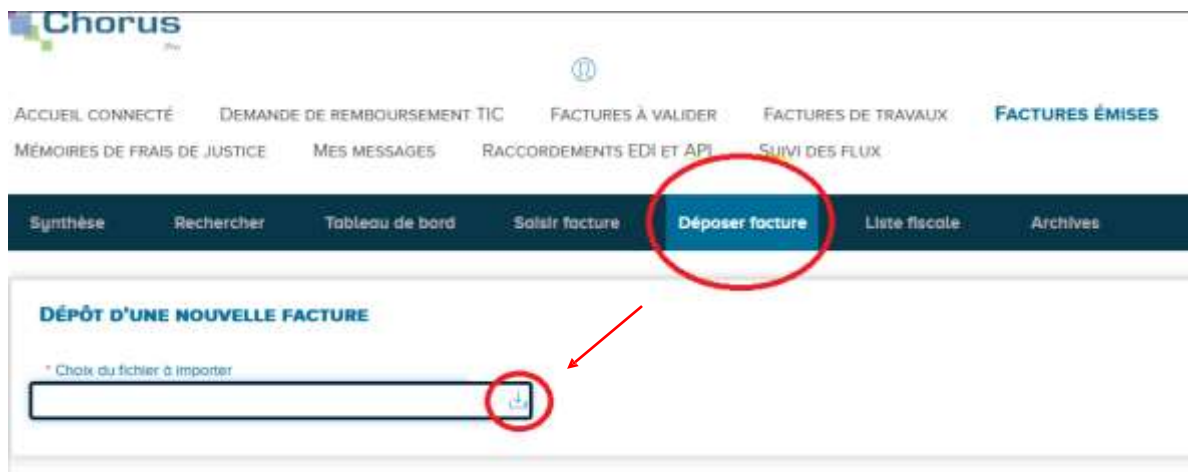 Chorus
Pro
ACCUEIL CONNECTÉ DEMANDE DE REMBOURSEMENT TIC FACTURES À VALIDER FACTURES DE TRAVAUX FACTURES ÉMISES
MÉMOIRES DE FRAIS DE JUSTICE MES MESSAGES RACCORDEMENTS EDI ET API SUIVI DES FLUX
Synthèse Rechercher Tableau de bord Saisir facture Déposer facture Liste fiscale Archives
DÉPÔT D'UNE NOUVELLE FACTURE
* Choix du fichier à importer